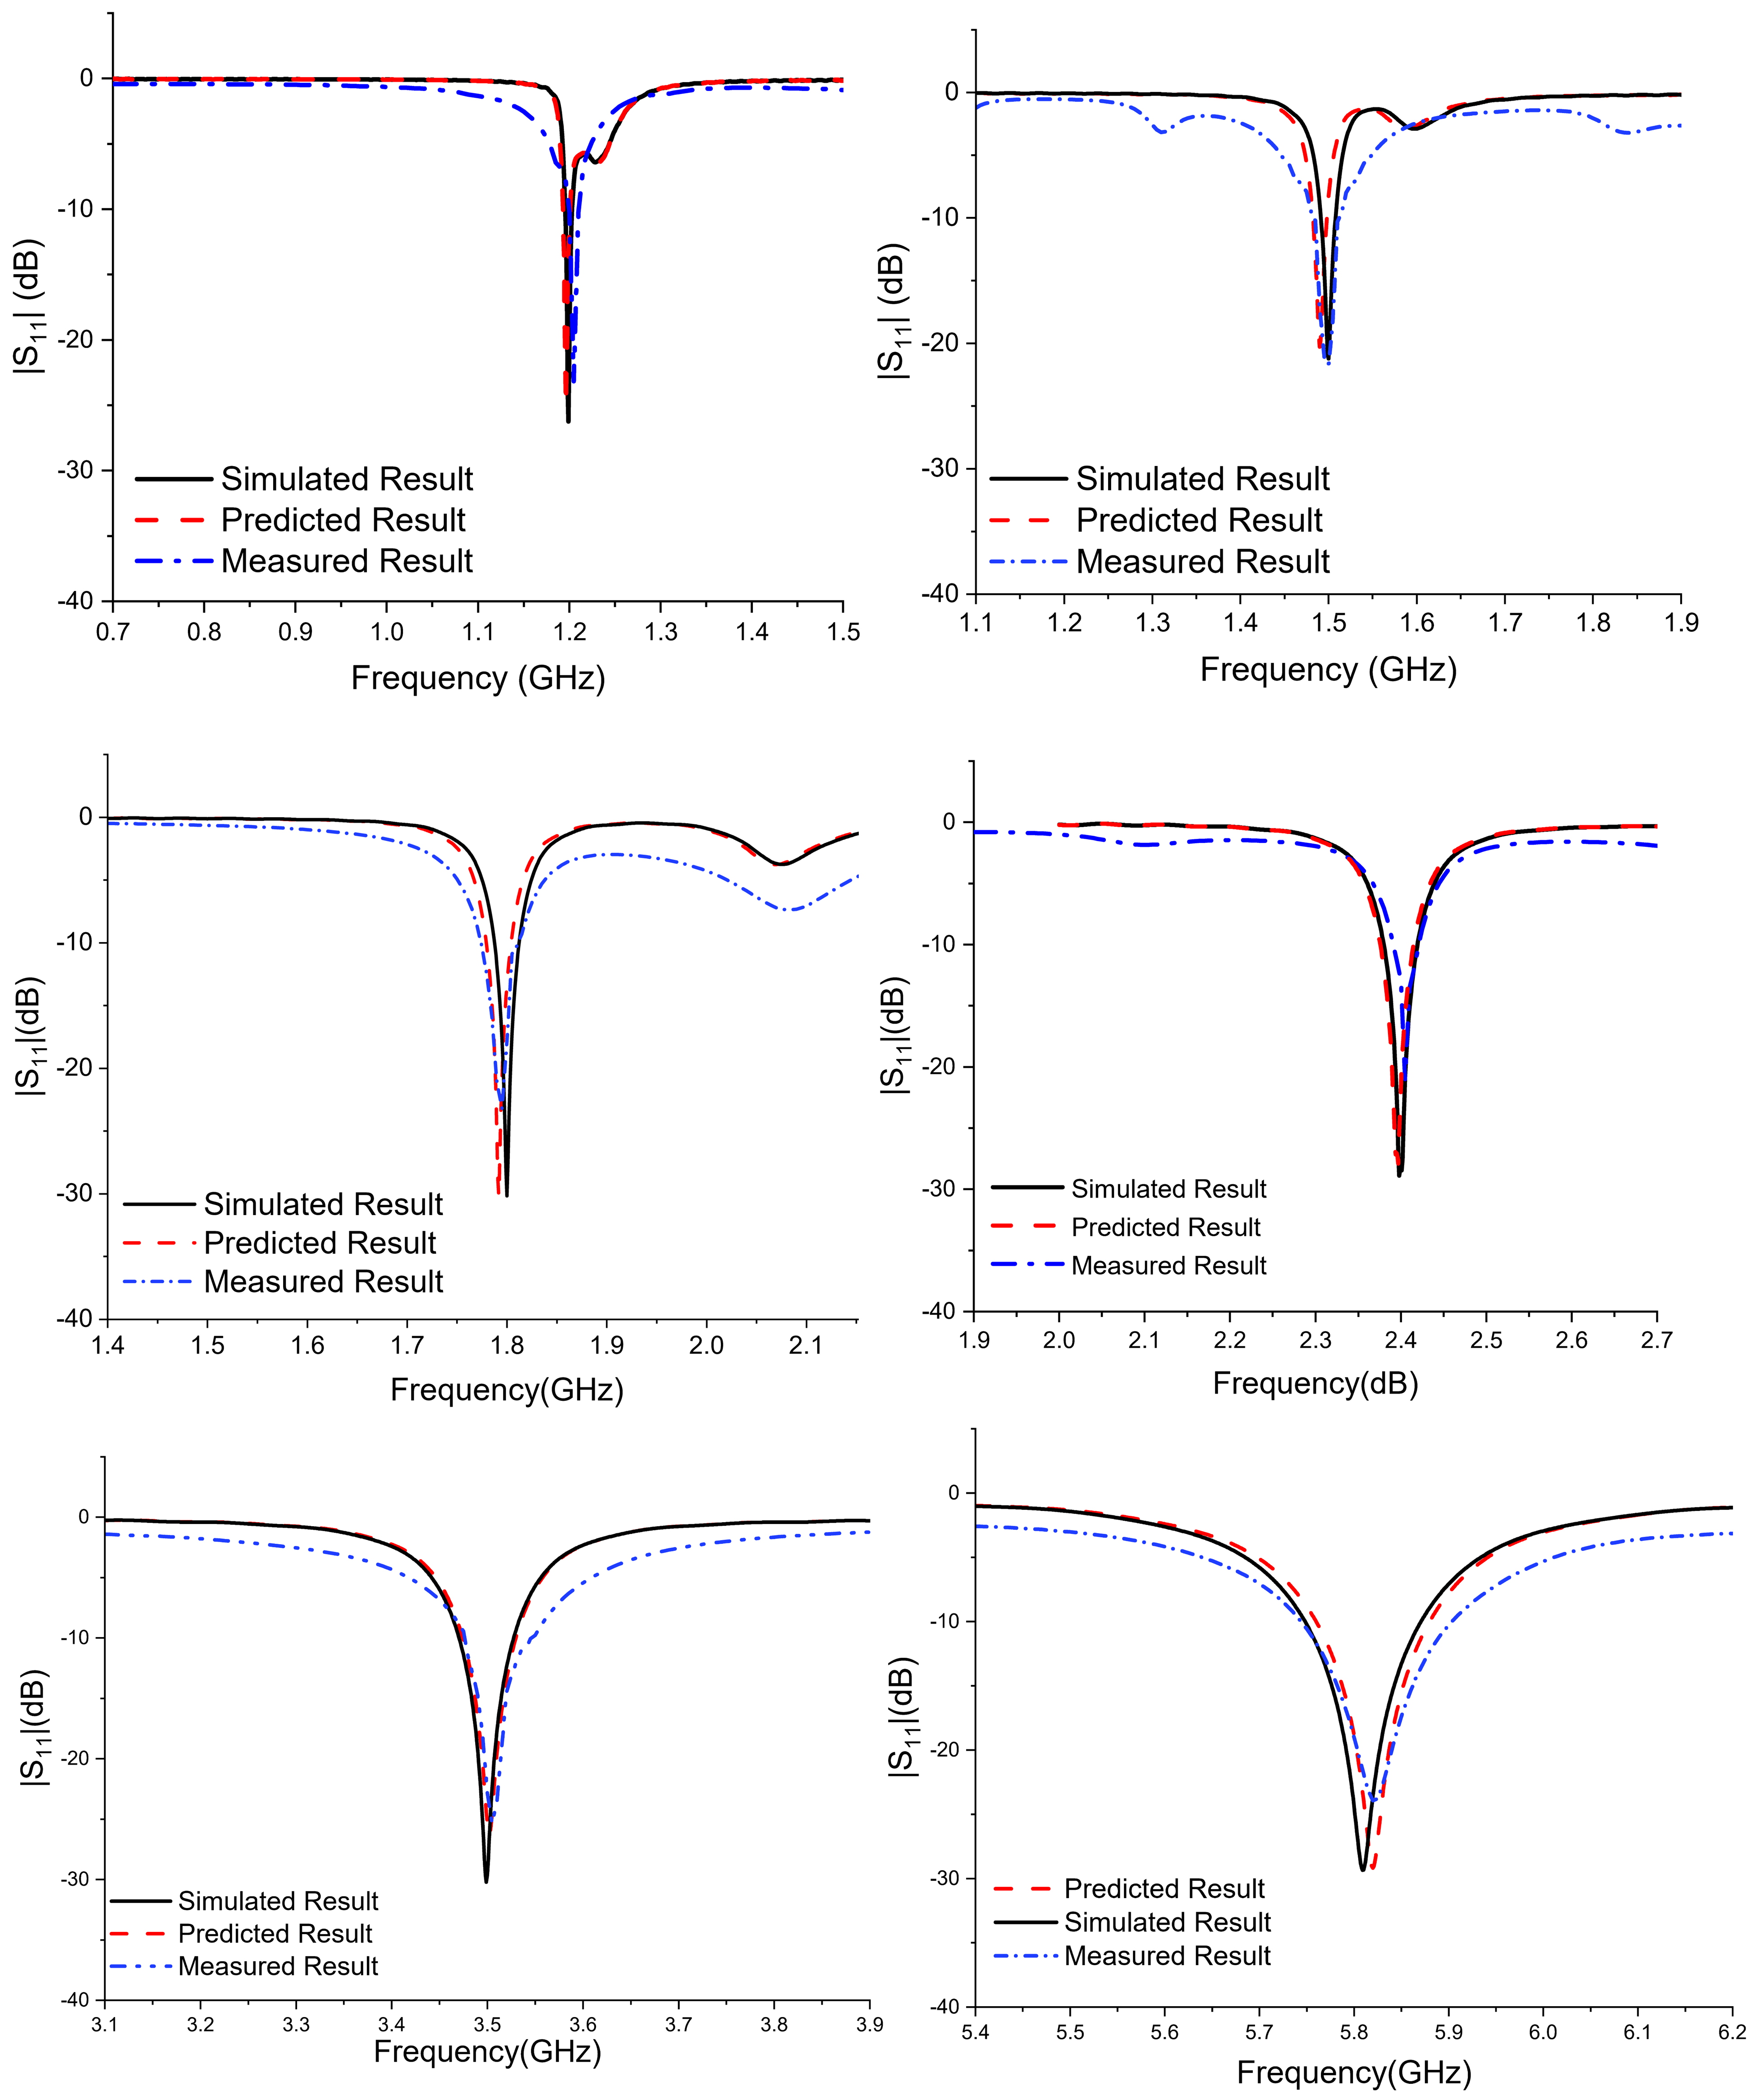 0
-10
-20
-30
-40
|S11| (dB)
Simulated Result
Predicted Result
Measured Result
0.7 0.8 0.9 1.0 1.1 1.2 1.3 1.4 1.5
Frequency (GHz)
0
-10
-20
-30
-40
|S11| (dB)
Simulated Result
Predicted Result
Measured Result
1.1 1.2 1.3 1.4 1.5 1.6 1.7 1.8 1.9
Frequency (GHz)
0
-10
-20
-30
-40
|S11|(dB)
Simulated Result
Predicted Result
Measured Result
1.4 1.5 1.6 1.7 1.8 1.9 2.0 2.1
Frequency(GHz)
0
-10
-20
-30
-40
|S11|(dB)
Simulated Result
Predicted Result
Measured Result
1.9 2.0 2.1 2.2 2.3 2.4 2.5 2.6 2.7
Frequency(dB)
0
-10
-20
-30
-40
|S11|(dB)
Simulated Result
Predicted Result
Measured Result
3.1 3.2 3.3 3.4 3.5 3.6 3.7 3.8 3.9
Frequency(GHz)
0
-10
-20
-30
-40
|S11|(dB)
Predicted Result
Simulated Result
Measured Result
5.4 5.5 5.6 5.7 5.8 5.9 6.0 6.1 6.2
Frequency(GHz)